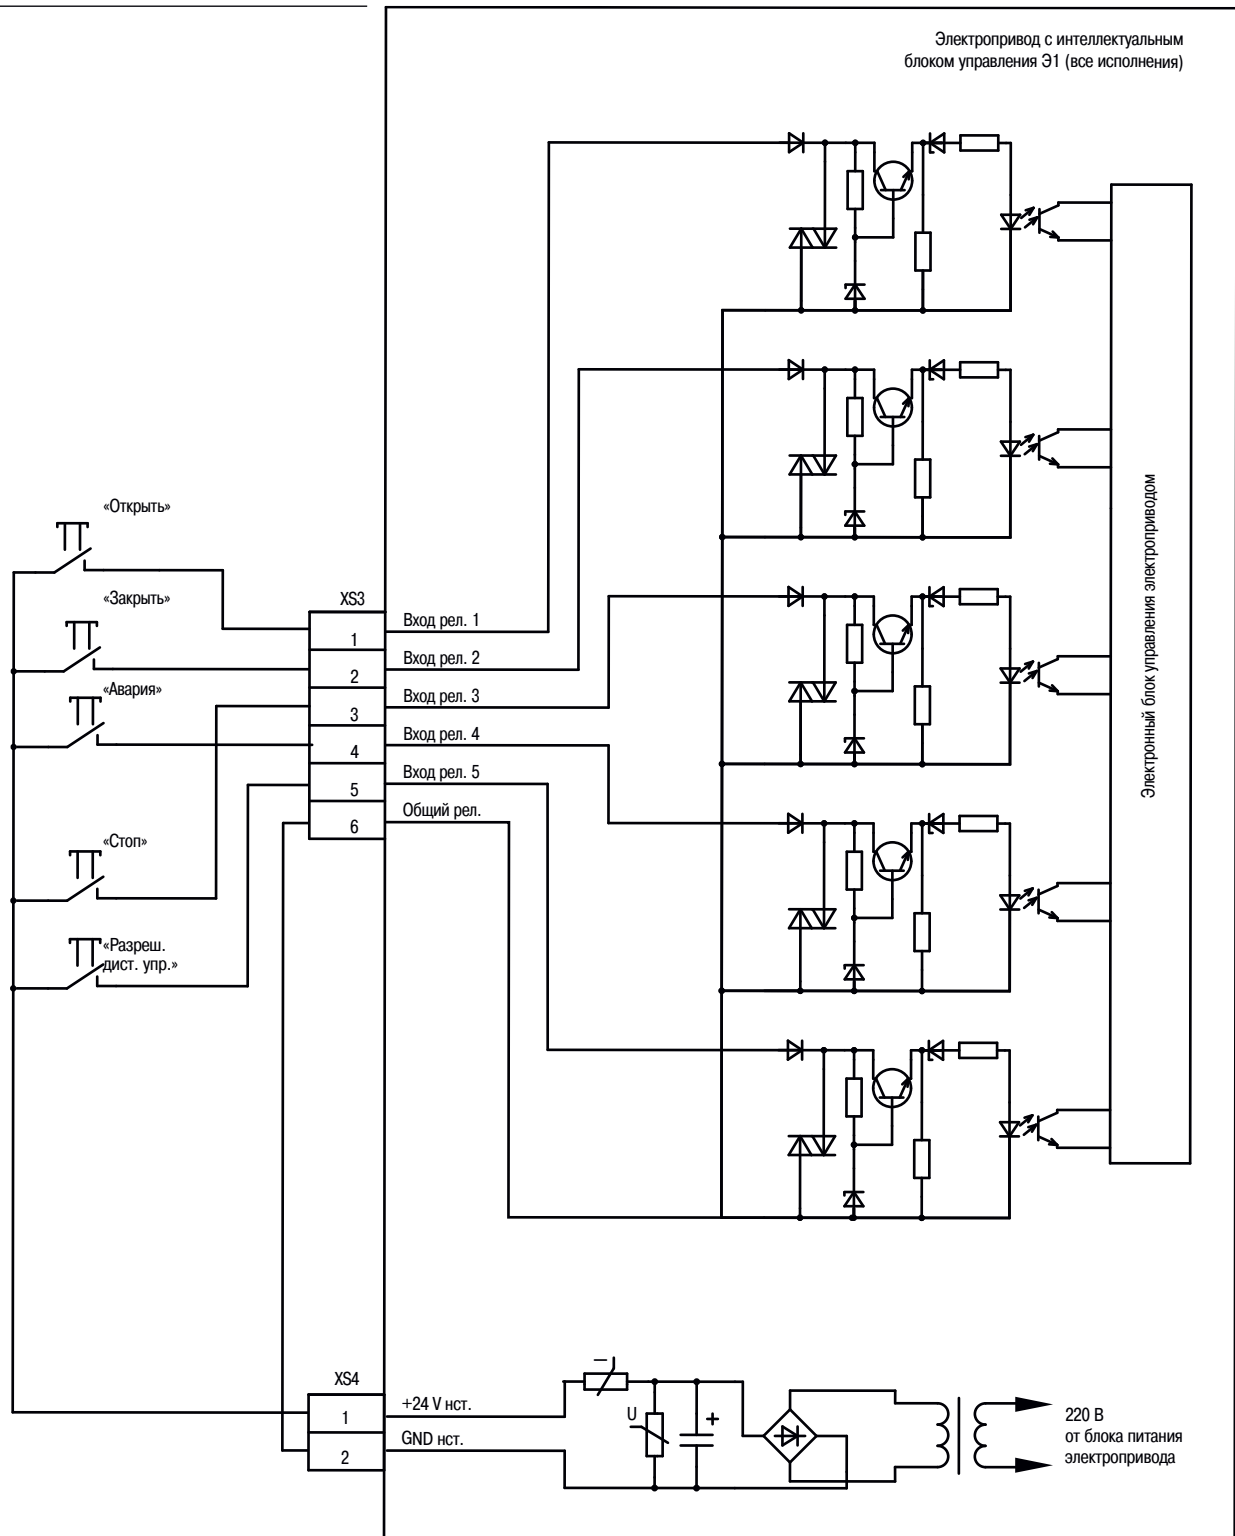 Электропривод с интеллектуальным
блоком управления Э1 (все исполнения)
«Открыть»
«Закрыть»
«Авария»
«Стоп»
«Разреш.
дист. упр.»
XS3
1
2
3
4
5
6
Вход рел. 1
Вход рел. 2
Вход рел. 3
Вход рел. 4
Вход рел. 5
Общий рел.
Электронный блок управления электроприводом
XS4
1
2
+24 V нст.
GND нст.
U
+
220 В
от блока питания
электропривода